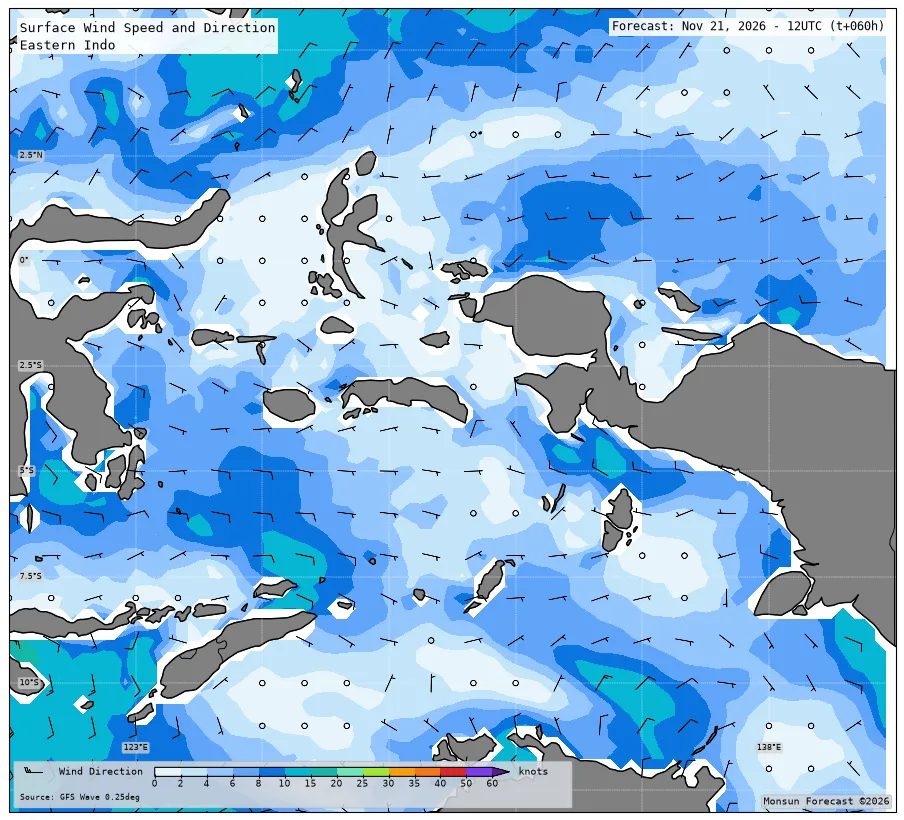 Surface Wind Speed and Direction
Eastern Indo
Forecast: Nov 21, 2026 - 12UTC (t+060h)
2.5°N
0°
2.5°S
5°S
7.5°S
10°S
123°E
138°E
Wind Direction
0 2 4 6 8 10 15 20 25 30 35 40 50 60
knots
Source: GFS Wave 0.25deg
Monsun Forecast ©2026